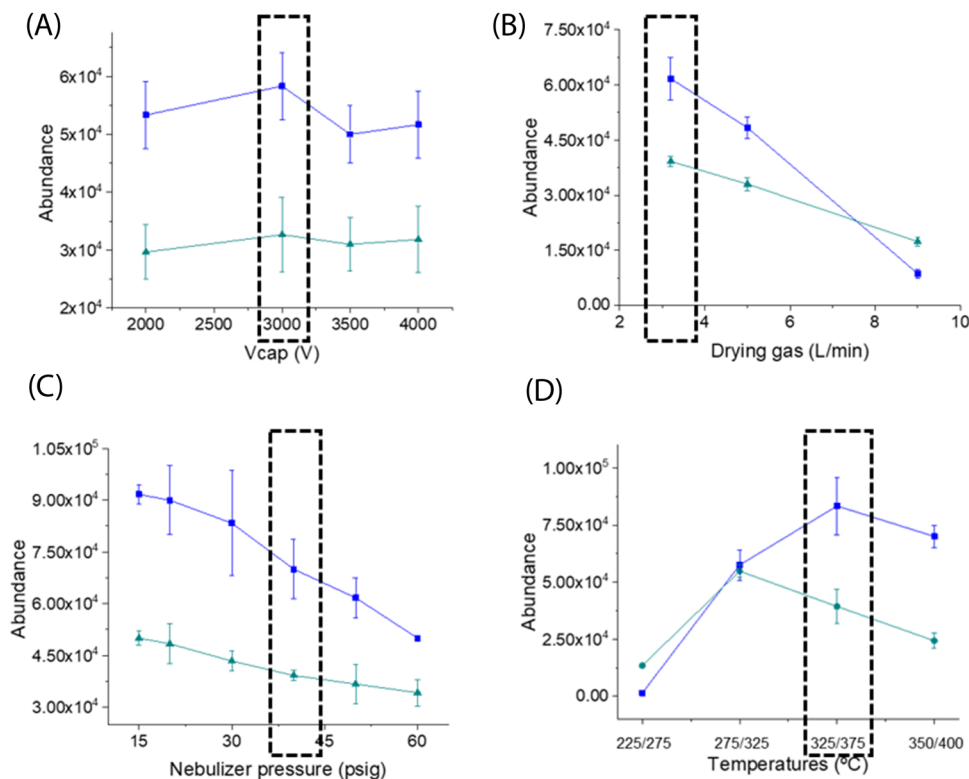 (A)
Abundance
6x10⁴
5x10⁴
4x10⁴
3x10⁴
2x10⁴
2000 2500 3000 3500 4000
Vcap (V)
(B)
Abundance
7.50x10⁴
6.00x10⁴
4.50x10⁴
3.00x10⁴
1.50x10⁴
0.00
2 4 6 8 10
Drying gas (L/min)
(C)
Abundance
1.05x10⁵
9.00x10⁴
7.50x10⁴
6.00x10⁴
4.50x10⁴
3.00x10⁴
15 30 45 60
Nebulizer pressure (psig)
(D)
Abundance
1.00x10⁵
7.50x10⁴
5.00x10⁴
2.50x10⁴
0.00
225/275 275/325 325/375 350/400
Temperatures (ºC)